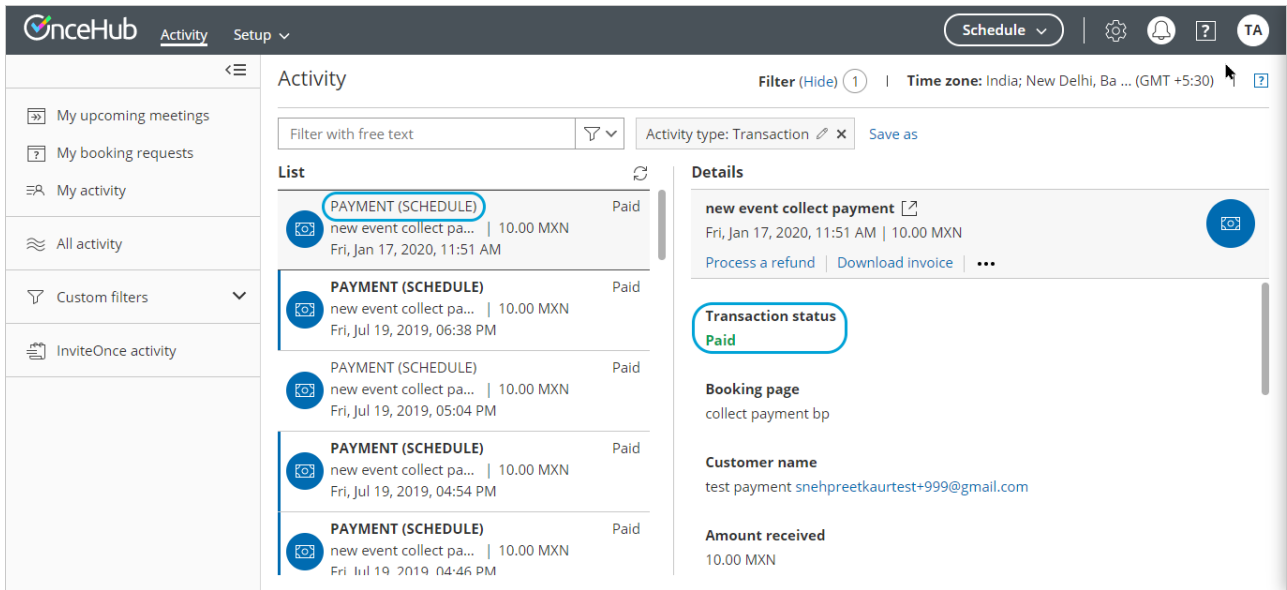 OnceHub Activity Setup Schedule ? TA
My upcoming meetings
My booking requests
My activity
All activity
Custom filters
InviteOnce activity
Activity
Filter (Hide) 1 | Time zone: India; New Delhi, Ba ... (GMT +5:30) ?
Filter with free text
Activity type: Transaction × Save as
List
PAYMENT (SCHEDULE) Paid
new event collect pa... | 10.00 MXN
Fri, Jan 17, 2020, 11:51 AM
PAYMENT (SCHEDULE) Paid
new event collect pa... | 10.00 MXN
Fri, Jul 19, 2019, 06:38 PM
PAYMENT (SCHEDULE) Paid
new event collect pa... | 10.00 MXN
Fri, Jul 19, 2019, 05:04 PM
PAYMENT (SCHEDULE) Paid
new event collect pa... | 10.00 MXN
Fri, Jul 19, 2019, 04:54 PM
PAYMENT (SCHEDULE) Paid
new event collect pa... | 10.00 MXN
Fri, Jul 19, 2019, 04:46 PM
Details
new event collect payment
Fri, Jan 17, 2020, 11:51 AM | 10.00 MXN
Process a refund | Download invoice | •••
Transaction status
Paid
Booking page
collect payment bp
Customer name
test payment snehpreetkaurtest+999@gmail.com
Amount received
10.00 MXN